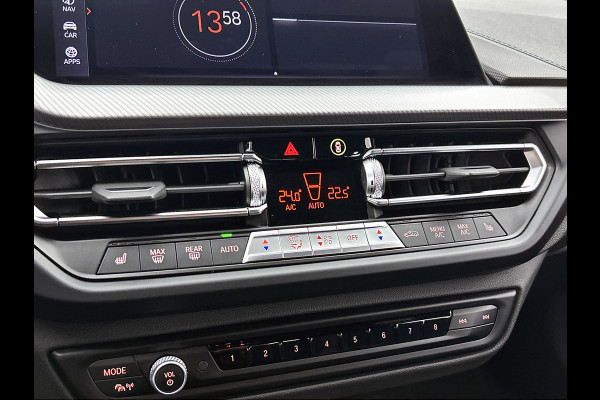 NAV
CAR
APPS
13 58
24.0° 22.5°
A/C AUTO
MAX REAR AUTO OFF MENU A/C MAX A/C
MODE VOL 1 2 3 4 5 6 7 8